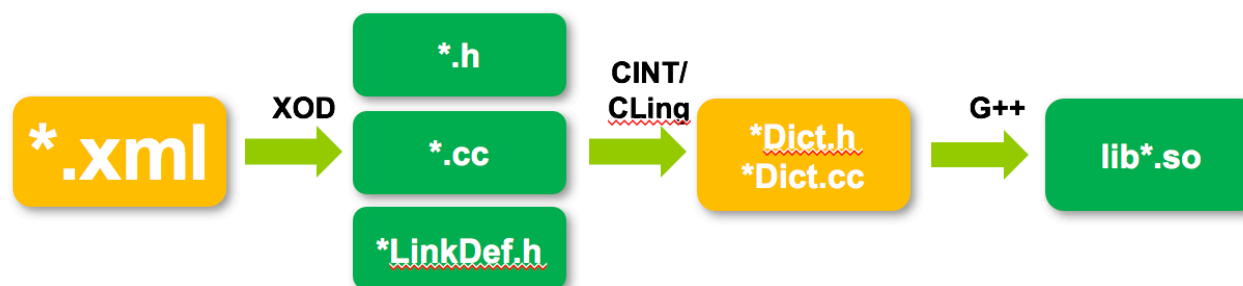 *.xml
XOD
*.h
*.cc
*LinkDef.h
CINT/
CLing
*Dict.h
*Dict.cc
G++
lib*.so